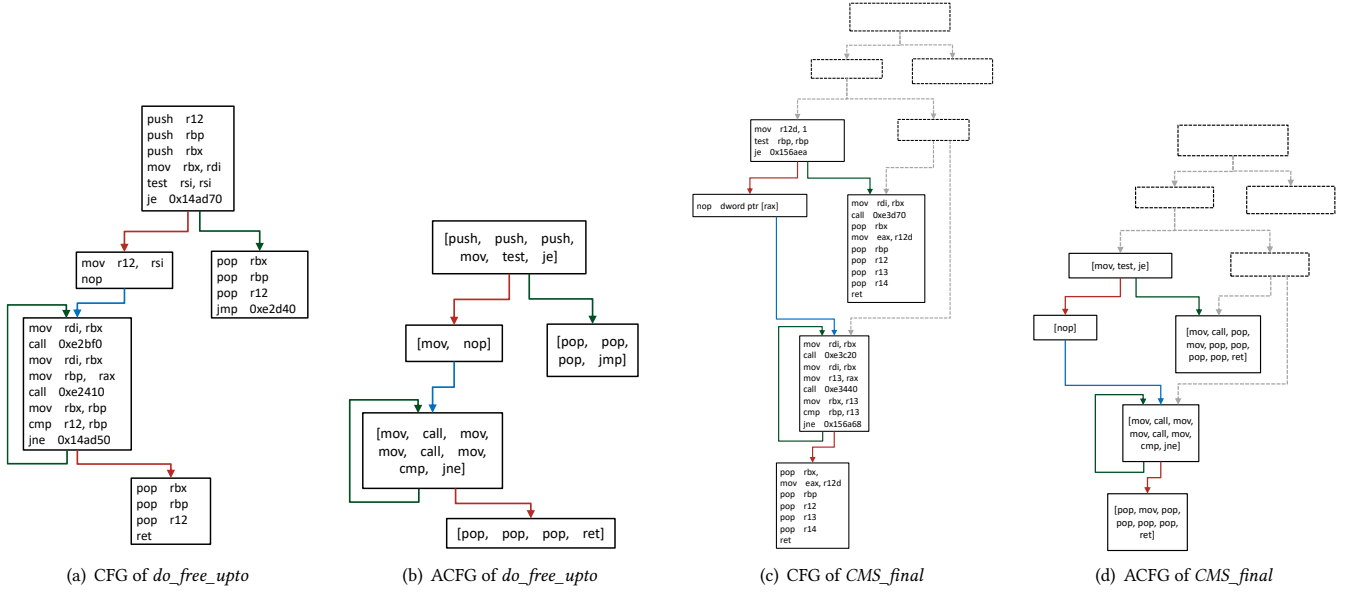 push r12
push rbp
push rbx
mov rbx, rdi
test rsi, rsi
je 0x14ad70
mov r12, rsi
nop
pop rbx
pop rbp
pop r12
jmp 0xe2d40
mov rdi, rbx
call 0xe2bf0
mov rdi, rbx
mov rbp, rax
call 0xe2410
mov rbx, rbp
cmp r12, rbp
jne 0x14ad50
pop rbx
pop rbp
pop r12
ret
(a) CFG of do_free_upto
[push, push, push,
mov, test, je]
[mov, nop]
[pop, pop,
pop, jmp]
[mov, call, mov,
mov, call, mov,
cmp, jne]
[pop, pop, pop, ret]
(b) ACFG of do_free_upto
mov r12d, 1
test rbp, rbp
je 0x156aea
nop dword ptr [rax]
mov rdi, rbx
call 0xe3d70
pop rbx
mov eax, r12d
pop rbp
pop r12
pop r13
pop r14
ret
mov rdi, rbx
call 0xe3c20
mov rdi, rbx
mov r13, rax
call 0xe3440
mov rbx, r13
cmp rbp, r13
jne 0x156a68
pop rbx,
mov eax, r12d
pop rbp
pop r12
pop r13
pop r14
ret
(c) CFG of CMS_final
[mov, test, je]
[nop]
[mov, call, pop,
mov, pop, pop,
pop, pop, ret]
[mov, call, mov,
mov, call, mov,
cmp, jne]
[pop, mov, pop,
pop, pop, pop,
ret]
(d) ACFG of CMS_final